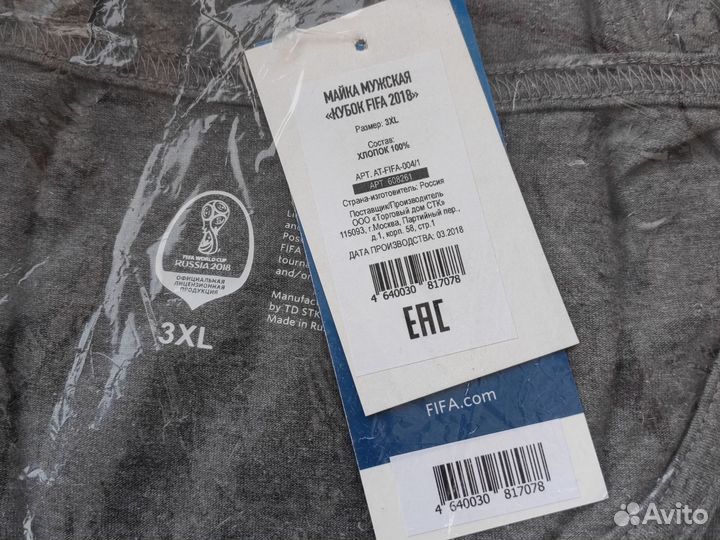 МАЙКА МУЖСКАЯ
«КУБОК FIFA 2018»
Размер: 3XL
Состав:
ХЛОПОК 100%
АРТ. AT-FIFA-004/1
АРТ. 608261
Страна-изготовитель: Россия
Поставщик/Производитель
ООО «Торговый дом СТК»
115093, г.Москва, Партийный пер.,
д.1, корп. 58, стр.1
ДАТА ПРОИЗВОДСТВА: 03.2018
4 640030 817078
EAC
FIFA.com
4 640030 817078
FIFA WORLD CUP
RUSSIA 2018
ОФИЦИАЛЬНАЯ
ЛИЦЕНЗИОННАЯ
ПРОДУКЦИЯ
3XL
FIFA
and/or
Manufac
by TD STK
Made in Ru
Avito